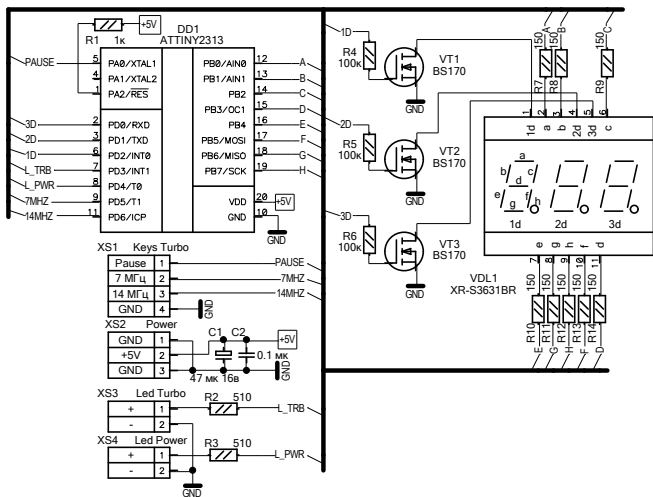 +5V
R1 1к
DD1
ATTINY2313
PAUSE 5 PA0/XTAL1 PB0/AIN0 12 A
4 PA1/XTAL2 PB1/AIN1 13 B
1 PA2/RES PB2 14 C
PB3/OC1 15 D
3D 2 PD0/RXD PB4 16 E
2D 3 PD1/TXD PB5/MOSI 17 F
1D 6 PD2/INT0 PB6/MISO 18 G
L_TRB 7 PD3/INT1 PB7/SCK 19 H
L_PWR 8 PD4/T0
7MHZ 9 PD5/T1 VDD 20 +5V
14MHZ 11 PD6/ICP GND 10
GND
XS1 Keys Turbo
Pause 1 PAUSE
7 МГц 2 7MHZ
14 МГц 3 14MHZ
GND 4 GND
XS2 Power
GND 1
+5V 2
GND 3
C1 C2 +5V
0.1 мк
47 мк 16в
GND
XS3 Led Turbo
+ 1 R2 510 L_TRB
- 2
XS4 Led Power
+ 1 R3 510 L_PWR
- 2
GND
1D
R4
100к
VT1
BS170
GND
2D
R5
100к
VT2
BS170
GND
3D
R6
100к
VT3
BS170
GND
A B C
150 150 150
R7 R8 R9
1 2 3 4 5 6
1d a b 2d 3d c
a
b c
d
e f h
g
1d 2d 3d
e g h f d
7 8 9 10 11
VDL1
XR-S3631BR
150 150 150 150 150
R10 R11 R12 R13 R14
E G H F D